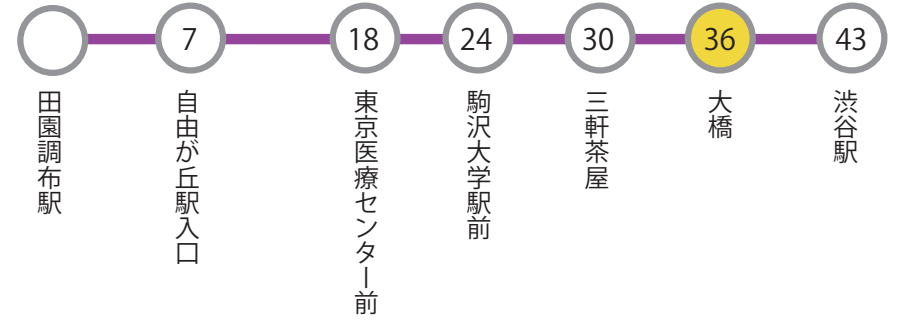 7
18
24
30
36
43
田園調布駅
自由が丘駅入口
東京医療センター前
駒沢大学駅前
三軒茶屋
大橋
渋谷駅